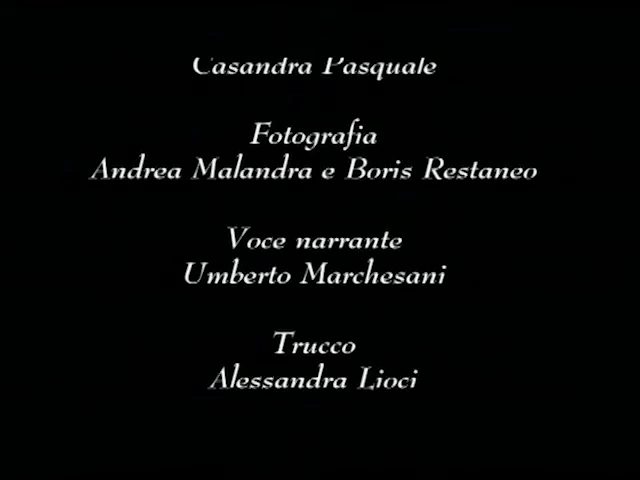 Casandra Pasquale
Fotografia
Andrea Malandra e Boris Restaneo
Voce narrante
Umberto Marchesani
Trucco
Alessandra Lioci